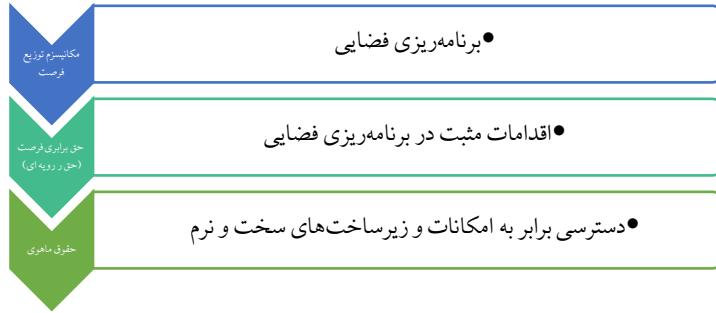 مکانیسزم توزیع
فرصت
•برنامه‌ریزی فضایی
حق برابری فرصت
(حق ر رویه ای)
•اقدامات مثبت در برنامه‌ریزی فضایی
حقوق ماهوی
•دسترسی برابر به امکانات و زیرساخت‌های سخت و نرم